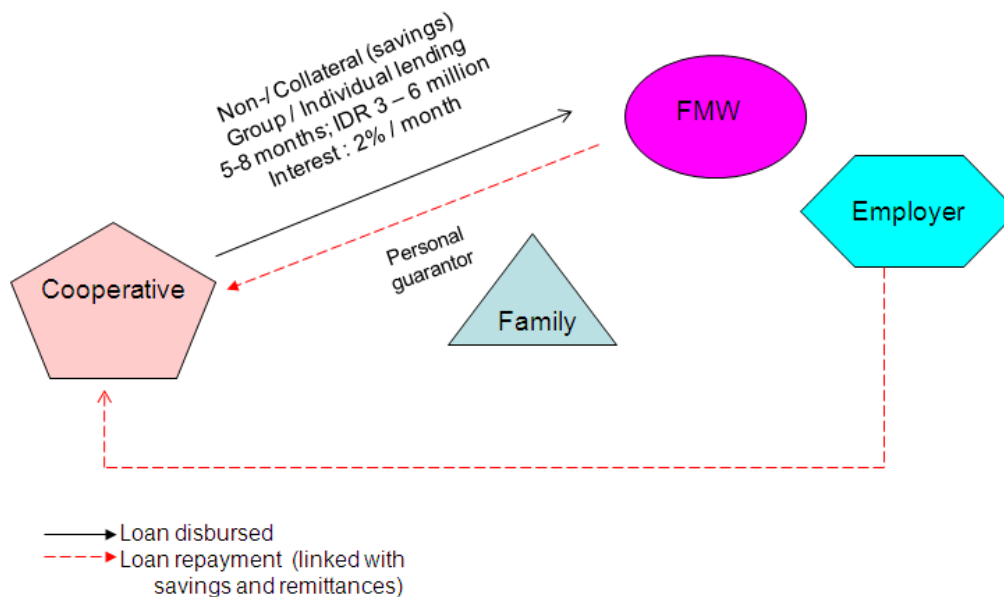 Non-/ Collateral (savings)
Group / Individual lending
5-8 months; IDR 3 – 6 million
Interest : 2% / month
FMW
Employer
Personal
guarantor
Cooperative
Family
Loan disbursed
Loan repayment (linked with
savings and remittances)